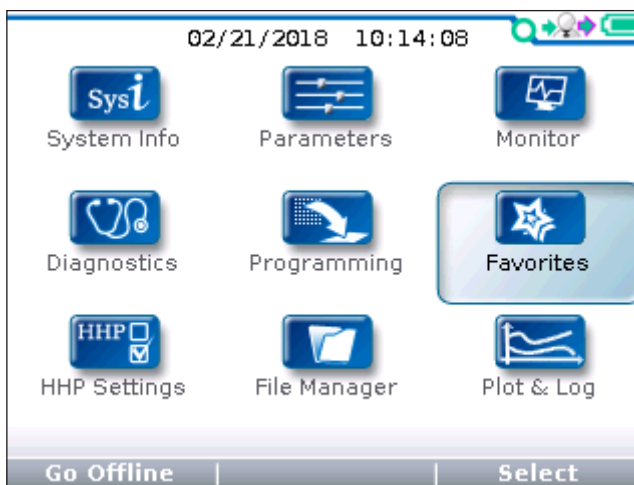 02/21/2018 10:14:08
Sysi
System Info
Parameters
Monitor
Diagnostics
Programming
Favorites
HHP
HHP Settings
File Manager
Plot & Log
Go Offline | | Select